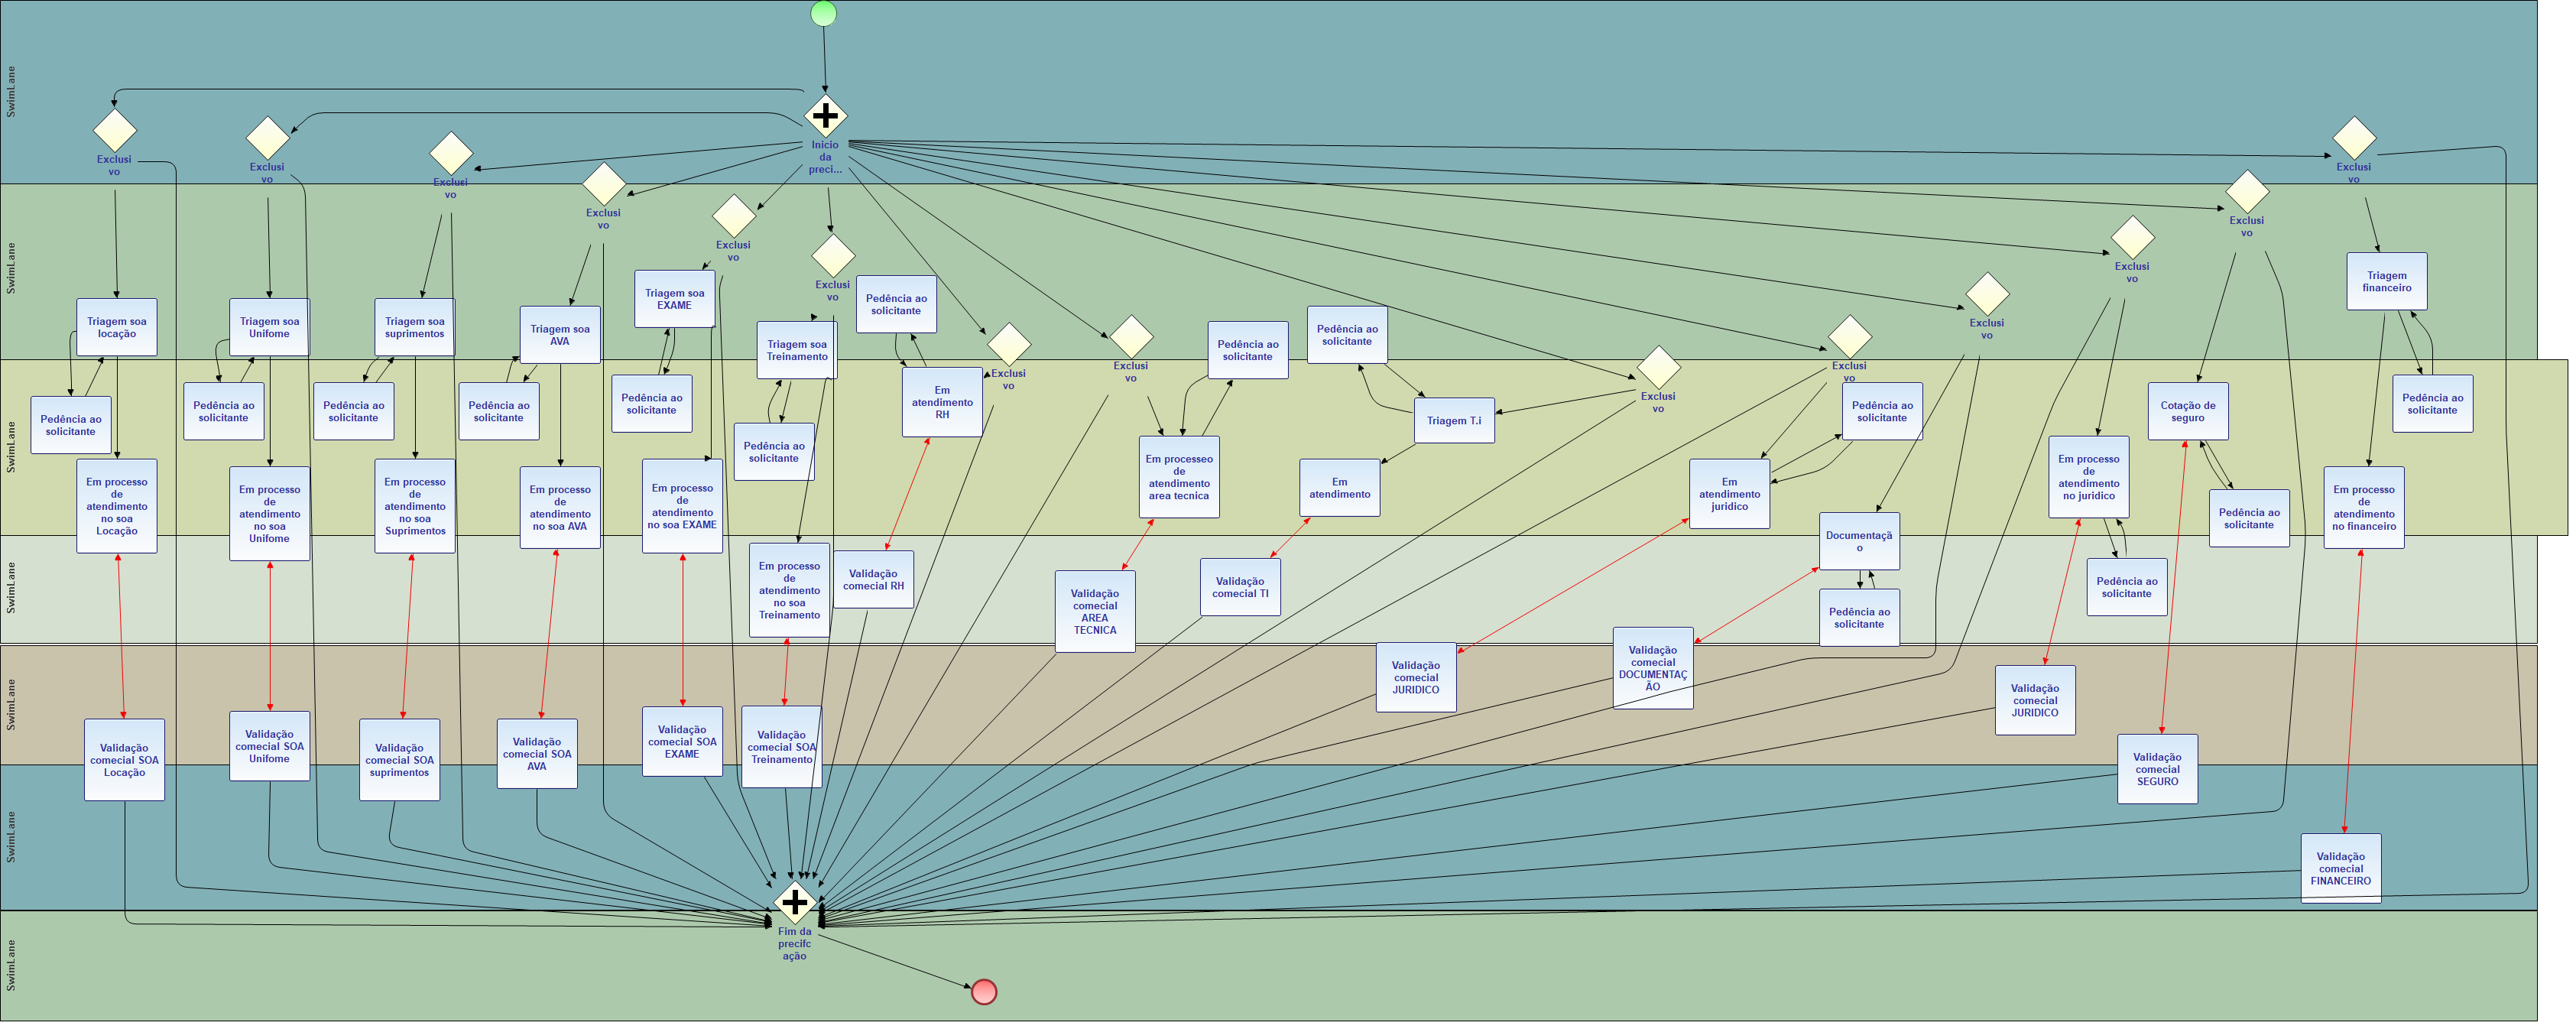 SwimLane
Inicio
da
preci...
Exclusi
vo
Exclusi
vo
Exclusi
vo
Exclusi
vo
SwimLane
Exclusi
vo
Exclusi
vo
Exclusi
vo
Exclusi
vo
Exclusi
vo
Exclusi
vo
Triagem soa
locação
Triagem soa
Unifome
Triagem soa
suprimentos
Triagem soa
AVA
Triagem soa
EXAME
Triagem soa
Treinamento
Pedência ao
solicitante
Pedência ao
solicitante
Pedência ao
solicitante
Triagem
financeiro
SwimLane
Exclusi
vo
Exclusi
vo
Exclusi
vo
Exclusi
vo
Pedência ao
solicitante
Pedência ao
solicitante
Pedência ao
solicitante
Pedência ao
solicitante
Pedência ao
solicitante
Pedência ao
solicitante
Em
atendimento
RH
Triagem T.i
Pedência ao
solicitante
Cotação de
seguro
Pedência ao
solicitante
Em processo
de
atendimento
no soa
Locação
Em processo
de
atendimento
no soa
Unifome
Em processo
de
atendimento
no soa
Suprimentos
Em processo
de
atendimento
no soa AVA
Em processo
de
atendimento
no soa EXAME
Em processeo
de
atendimento
area tecnica
Em
atendimento
Em
atendimento
juridico
Em processo
de
atendimento
no juridico
Pedência ao
solicitante
Em processo
de
atendimento
no financeiro
Documentaçã
o
SwimLane
Em processo
de
atendimento
no soa
Treinamento
Validação
comecial RH
Validação
comecial
AREA
TECNICA
Validação
comecial TI
Pedência ao
solicitante
Pedência ao
solicitante
SwimLane
Validação
comecial
JURIDICO
Validação
comecial
DOCUMENTAÇ
ÃO
Validação
comecial
JURIDICO
Validação
comecial SOA
Locação
Validação
comecial SOA
Unifome
Validação
comecial SOA
suprimentos
Validação
comecial SOA
AVA
Validação
comecial SOA
EXAME
Validação
comecial SOA
Treinamento
Validação
comecial
SEGURO
SwimLane
Validação
comecial
FINANCEIRO
SwimLane
Fim da
precifc
ação